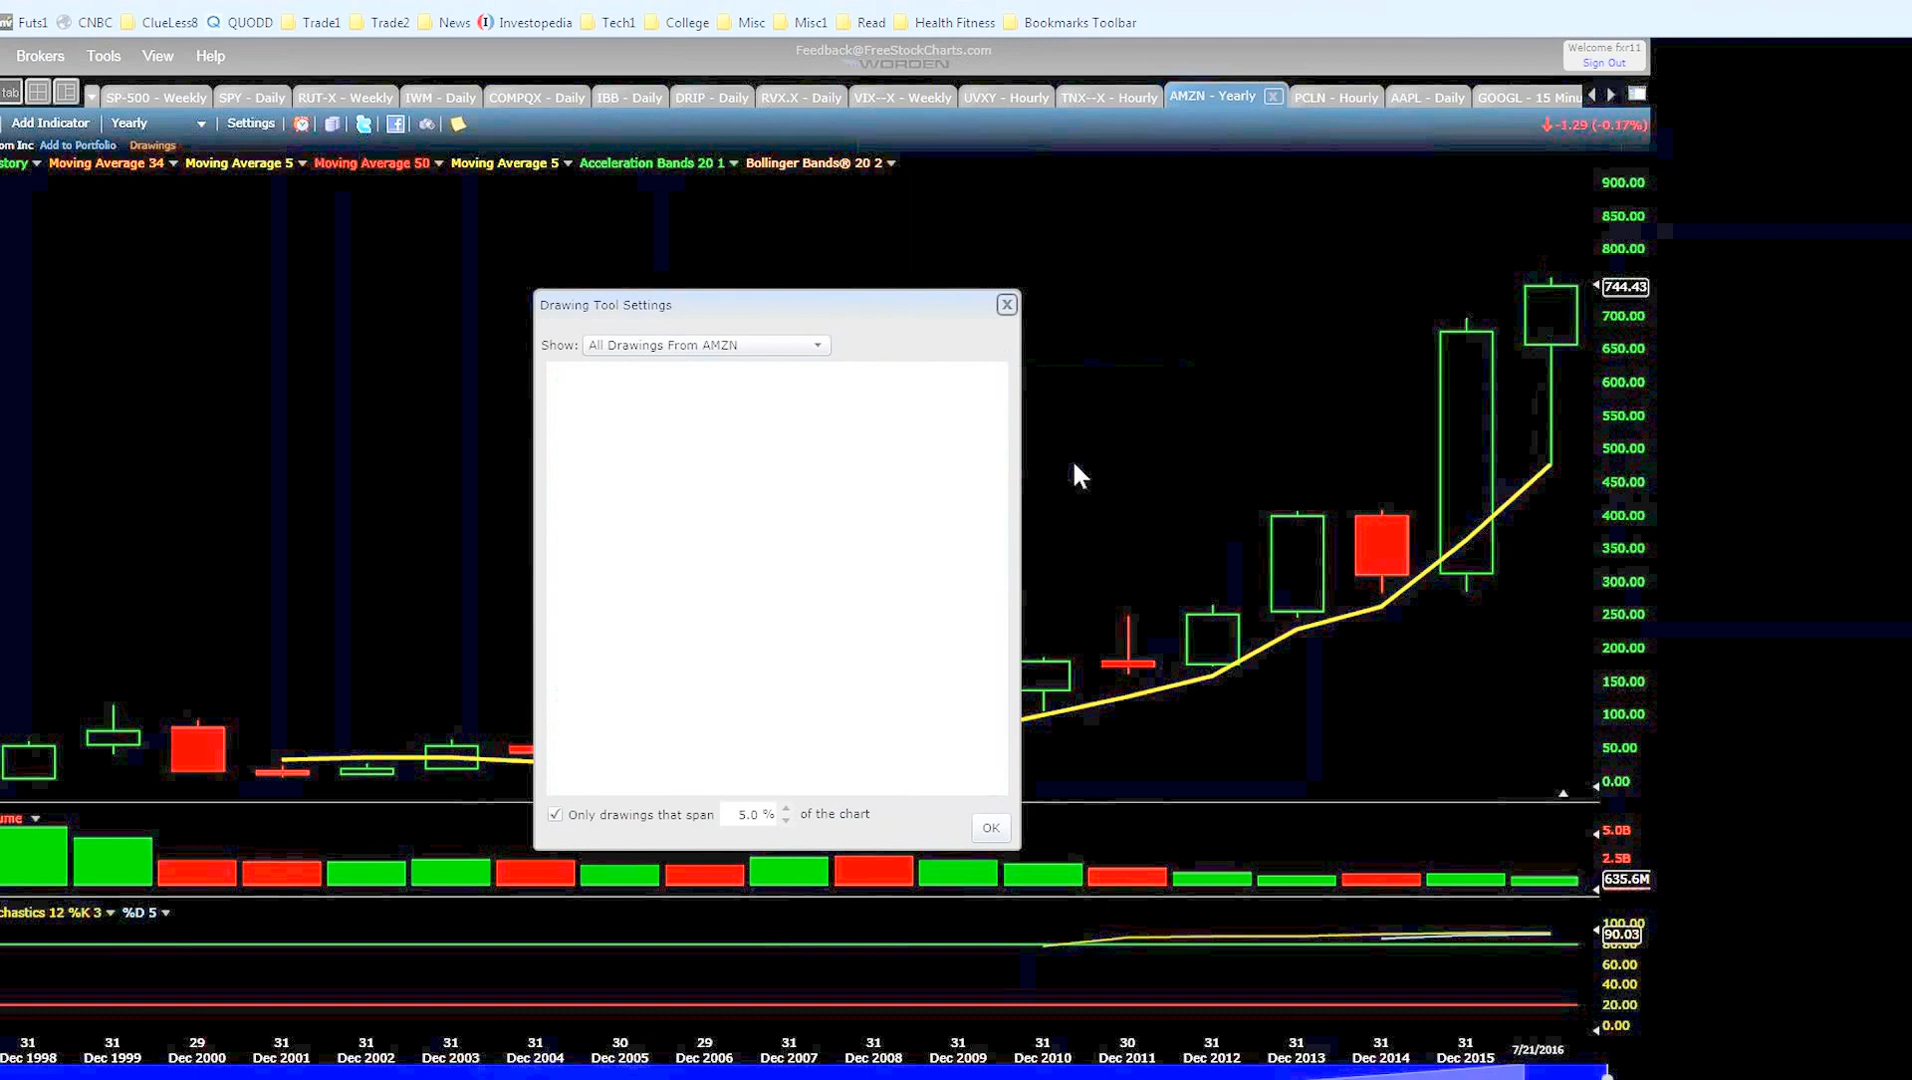 Futs1 CNBC ClueLess8 QUODD Trade1 Trade2 News Investopedia Tech1 College Misc Misc1 Read Health Fitness Bookmarks Toolbar
Brokers Tools View Help Feedback@FreeStockCharts.com Welcome fxr11
WORDEN Sign Out
tab SP-500 - Weekly SPY - Daily RUT-X - Weekly IWM - Daily COMPQX - Daily IBB - Daily DRIP - Daily RVX.X - Daily VIX--X - Weekly UVXY - Hourly TNX--X - Hourly AMZN - Yearly X PCLN - Hourly AAPL - Daily GOOGL - 15 Minu
Add Indicator Yearly Settings -1.29 (-0.17%)
om Inc Add to Portfolio Drawings
story Moving Average 34 Moving Average 5 Moving Average 50 Moving Average 5 Acceleration Bands 20 1 Bollinger Bands® 20 2
900.00
850.00
800.00
744.43
700.00
650.00
600.00
550.00
500.00
450.00
400.00
350.00
300.00
250.00
200.00
150.00
100.00
50.00
0.00
Drawing Tool Settings X
Show: All Drawings From AMZN
Only drawings that span 5.0 % of the chart
OK
ume
5.0B
2.5B
635.6M
chastics 12 %K 3 %D 5
100.00
90.03
80.00
60.00
40.00
20.00
0.00
31 31 29 31 31 31 31 30 29 31 31 31 31 30 31 31 31 31
Dec 1998 Dec 1999 Dec 2000 Dec 2001 Dec 2002 Dec 2003 Dec 2004 Dec 2005 Dec 2006 Dec 2007 Dec 2008 Dec 2009 Dec 2010 Dec 2011 Dec 2012 Dec 2013 Dec 2014 Dec 2015 7/21/2016